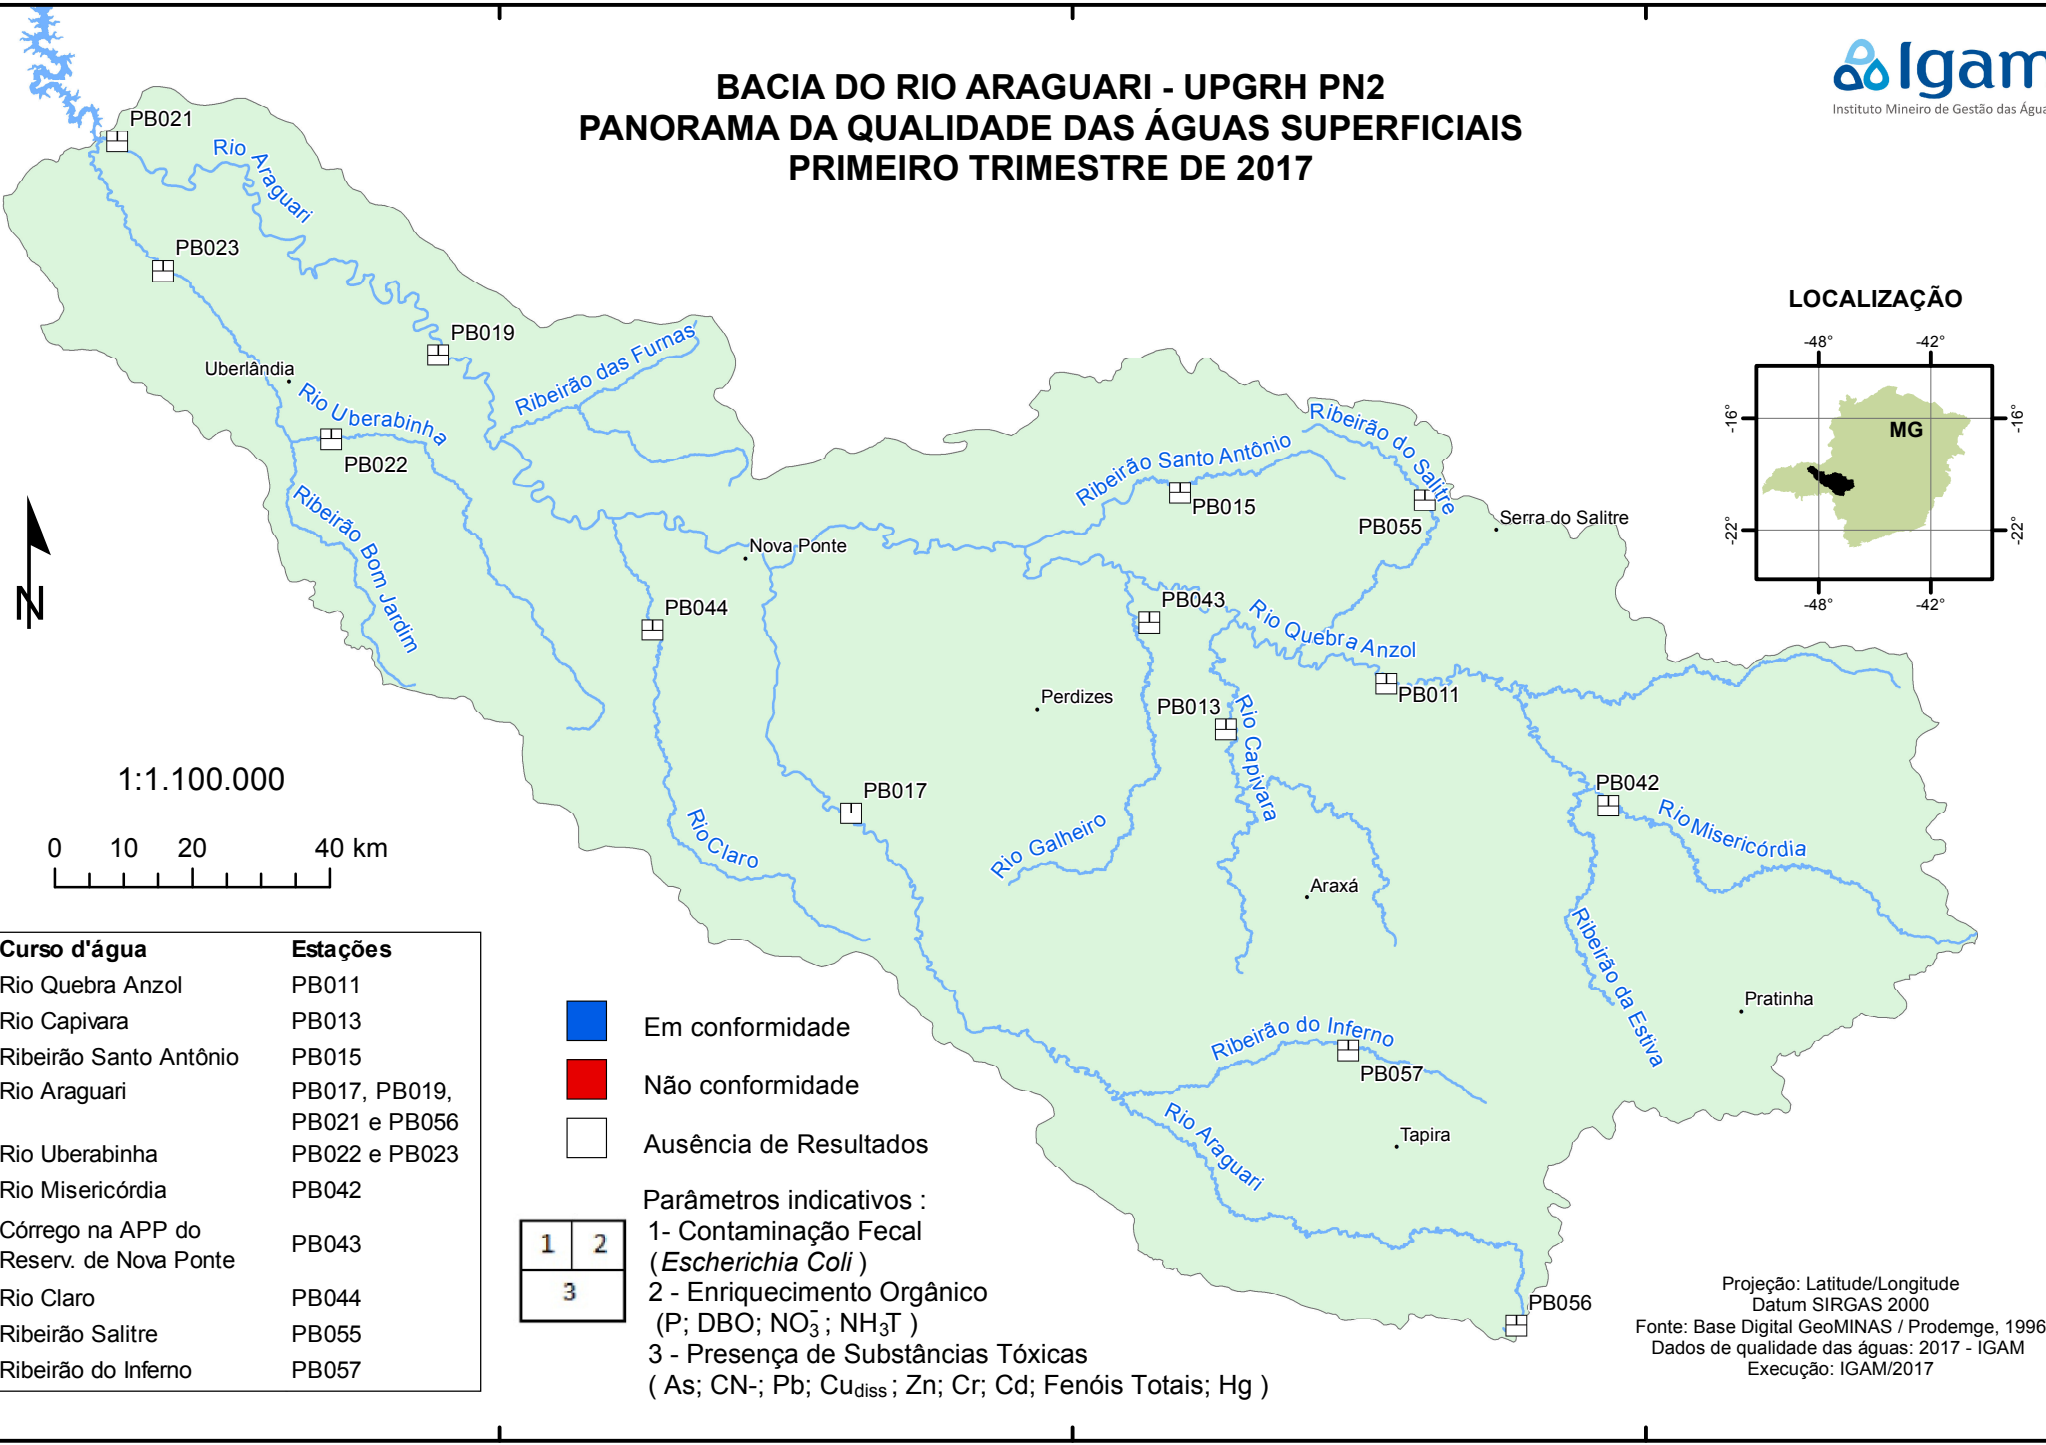 BACIA DO RIO ARAGUARI - UPGRH PN2
PANORAMA DA QUALIDADE DAS ÁGUAS SUPERFICIAIS
PRIMEIRO TRIMESTRE DE 2017
Igam
Instituto Mineiro de Gestão das Água
PB021
Rio Araguari
PB023
PB019
Uberlândia
Ribeirão das Furnas
Rio Uberabinha
PB022
Ribeirão Bom Jardim
Ribeirão Santo Antônio
Ribeirão do Salitre
PB015
PB055
Serra do Salitre
Nova Ponte
PB044
PB043
Rio Quebra Anzol
PB011
Perdizes
PB013
Rio Capivara
PB017
PB042
Rio Misericórdia
Rio Claro
Rio Galheiro
Araxá
Ribeirão da Estiva
Pratinha
Ribeirão do Inferno
PB057
Rio Araguari
Tapira
PB056
LOCALIZAÇÃO
-48°
-42°
-16°
-16°
MG
-22°
-22°
-48°
-42°
N
1:1.100.000
0 10 20 40 km
Curso d'água Estações
Rio Quebra Anzol PB011
Rio Capivara PB013
Ribeirão Santo Antônio PB015
Rio Araguari PB017, PB019,
PB021 e PB056
Rio Uberabinha PB022 e PB023
Rio Misericórdia PB042
Córrego na APP do
Reserv. de Nova Ponte PB043
Rio Claro PB044
Ribeirão Salitre PB055
Ribeirão do Inferno PB057
Em conformidade
Não conformidade
Ausência de Resultados
Parâmetros indicativos :
1 2
3
1- Contaminação Fecal
(Escherichia Coli )
2 - Enriquecimento Orgânico
(P; DBO; NO₃⁻; NH₃T )
3 - Presença de Substâncias Tóxicas
( As; CN-; Pb; Cudiss ; Zn; Cr; Cd; Fenóis Totais; Hg )
Projeção: Latitude/Longitude
Datum SIRGAS 2000
Fonte: Base Digital GeoMINAS / Prodemge, 1996
Dados de qualidade das águas: 2017 - IGAM
Execução: IGAM/2017